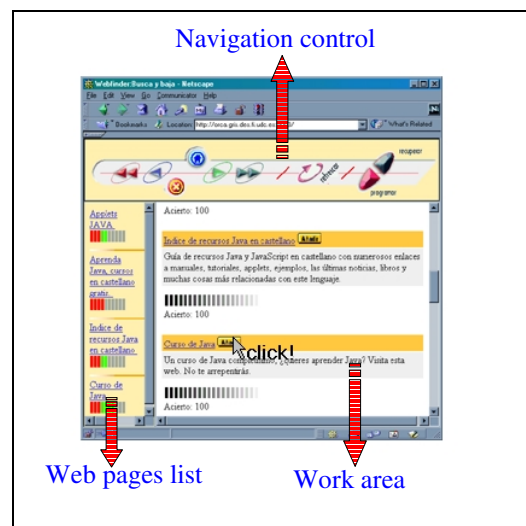 Navigation control
Webfinder:Busca y baja - Netscape
File Edit View Go Communicator Help
Bookmarks Location: What's Related
recuperar
refrescar
programar
Applets
JAVA
Aprenda
Java, cursos
en castellano
gratis.
Indice de
recursos Java
en castellano.
Curso de
Java
Acierto: 100
Indice de recursos Java en castellano Añadir
Guía de recursos Java y JavaScript en castellano con numerosos enlaces
a manuales, tutoriales, applets, ejemplos, las últimas noticias, libros y
muchas cosas más relacionadas con este lenguaje.
Acierto: 100
Curso de Java
click!
Un curso de Java completísimo, ¿Quieres aprender Java? Visita esta
web. No te arrepentirás.
Acierto: 100
Web pages list
Work area